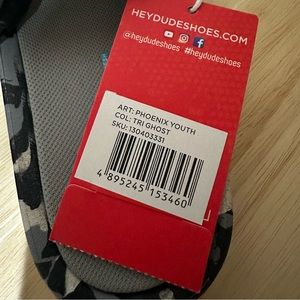 HEYDUDESHOES.COM
@heydudeshoes #heydudeshoes
ART: PHOENIX YOUTH
COL: TRI GHOST
SKU: 130403331
4 895245 153460